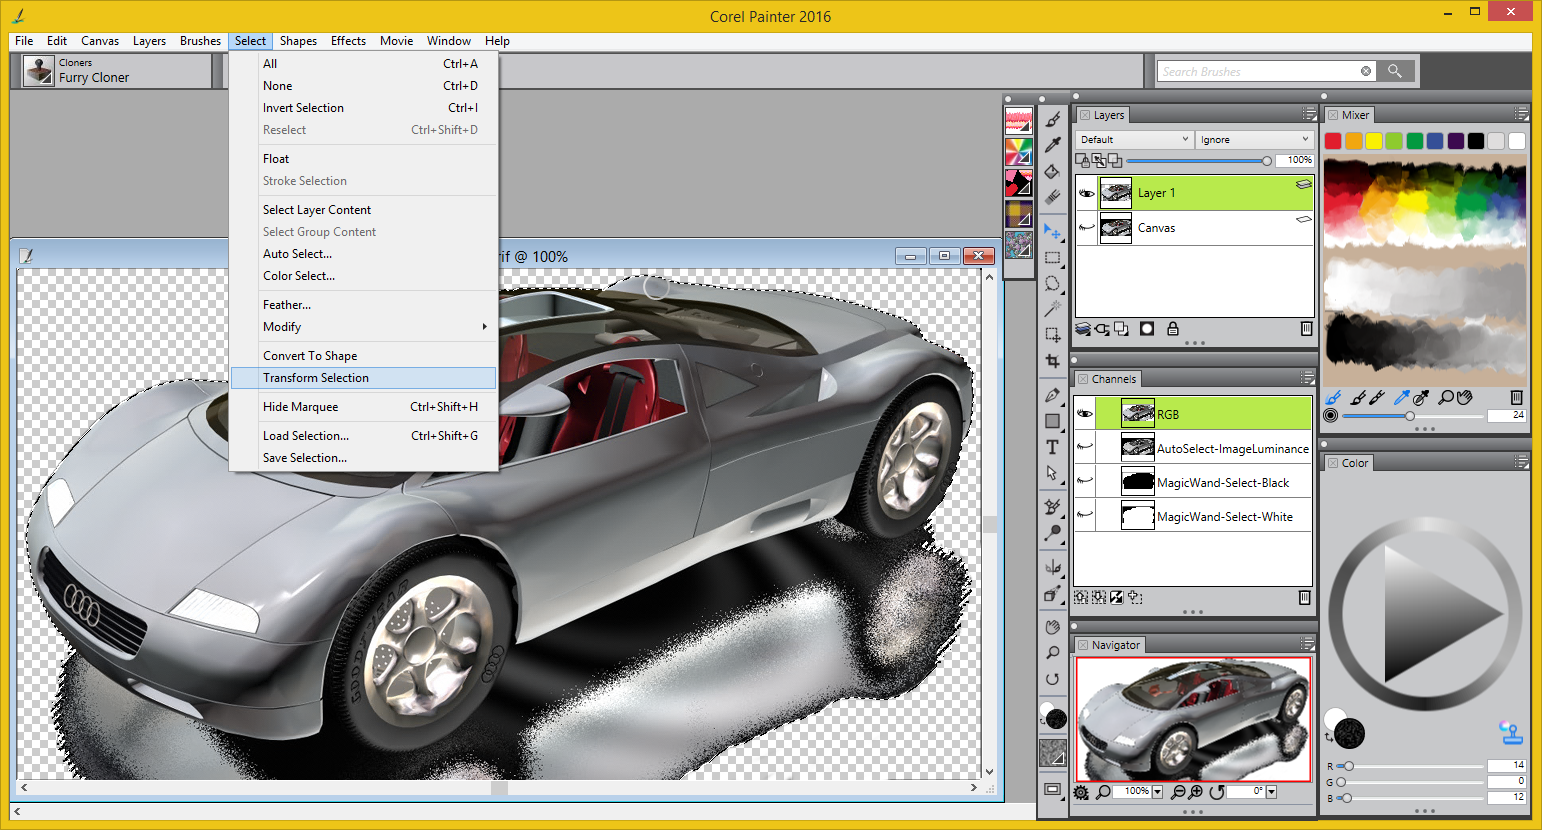 Corel Painter 2016
File Edit Canvas Layers Brushes Select Shapes Effects Movie Window Help
Cloners
Furry Cloner
Search Brushes
All Ctrl+A
None Ctrl+D
Invert Selection Ctrl+I
Reselect Ctrl+Shift+D
Float
Stroke Selection
Select Layer Content
Select Group Content
Auto Select...
Color Select...
Feather...
Modify
Convert To Shape
Transform Selection
Hide Marquee Ctrl+Shift+H
Load Selection... Ctrl+Shift+G
Save Selection...
rif @ 100%
Layers
Default Ignore
100%
Layer 1
Canvas
Channels
RGB
AutoSelect-ImageLuminance
MagicWand-Select-Black
MagicWand-Select-White
Navigator
100% 0°
Mixer
24
Color
R 14
G 0
B 12